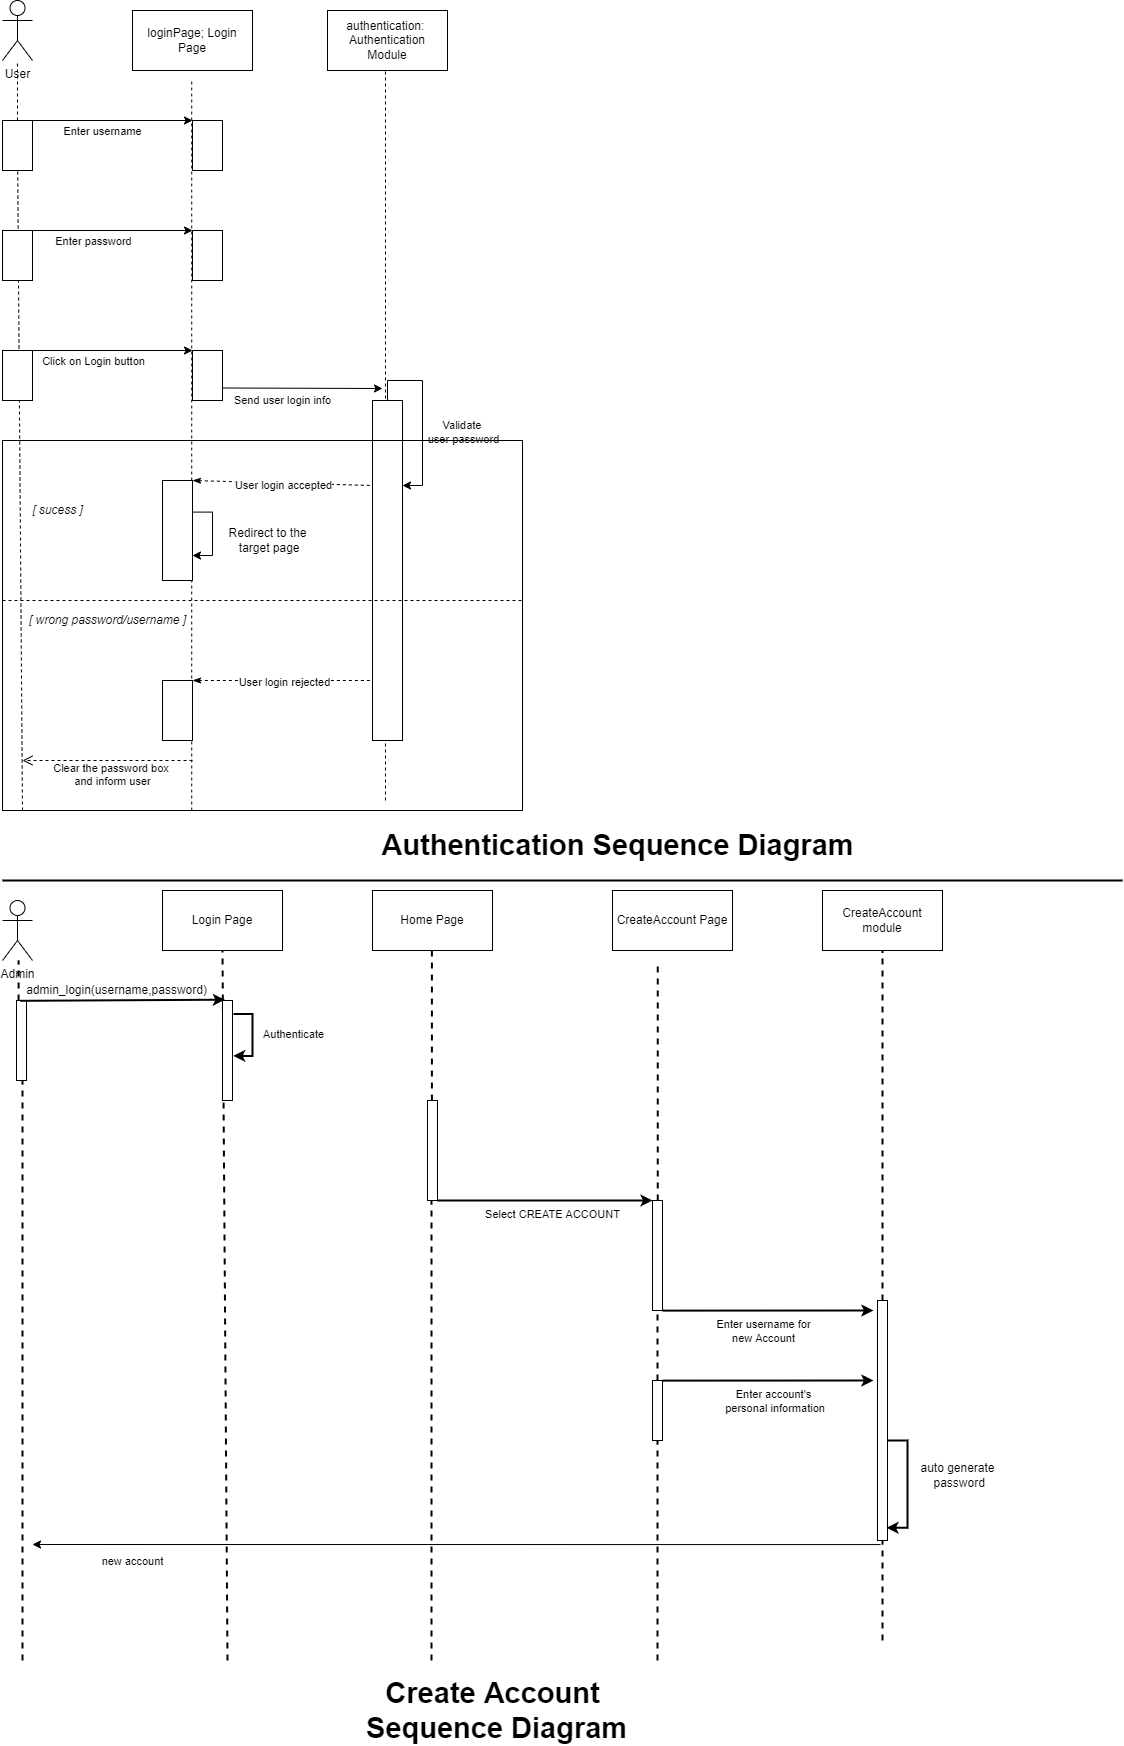 User
loginPage; Login
Page
authentication:
Authentication
Module
Enter username
Enter password
Click on Login button
Send user login info
Validate
user password
User login accepted
[ sucess ]
Redirect to the
target page
[ wrong password/username ]
User login rejected
Clear the password box
and inform user
Authentication Sequence Diagram
Admin
Login Page
Home Page
CreateAccount Page
CreateAccount
module
admin_login(username,password)
Authenticate
Select CREATE ACCOUNT
Enter username for
new Account
Enter account's
personal information
auto generate
password
new account
Create Account
Sequence Diagram